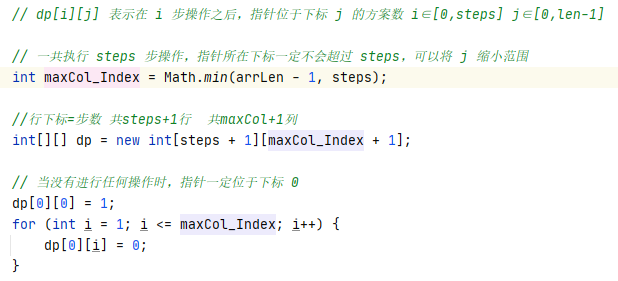 // dp[i][j] 表示在 i 步操作之后，指针位于下标 j 的方案数 i∈[0,steps] j∈[0,len-1]
// 一共执行 steps 步操作，指针所在下标一定不会超过 steps，可以将 j 缩小范围
int maxCol_Index = Math.min(arrLen - 1, steps);
//行下标=步数 共steps+1行  共maxCol+1列
int[][] dp = new int[steps + 1][maxCol_Index + 1];
// 当没有进行任何操作时，指针一定位于下标 0
dp[0][0] = 1;
for (int i = 1; i <= maxCol_Index; i++) {
    dp[0][i] = 0;
}